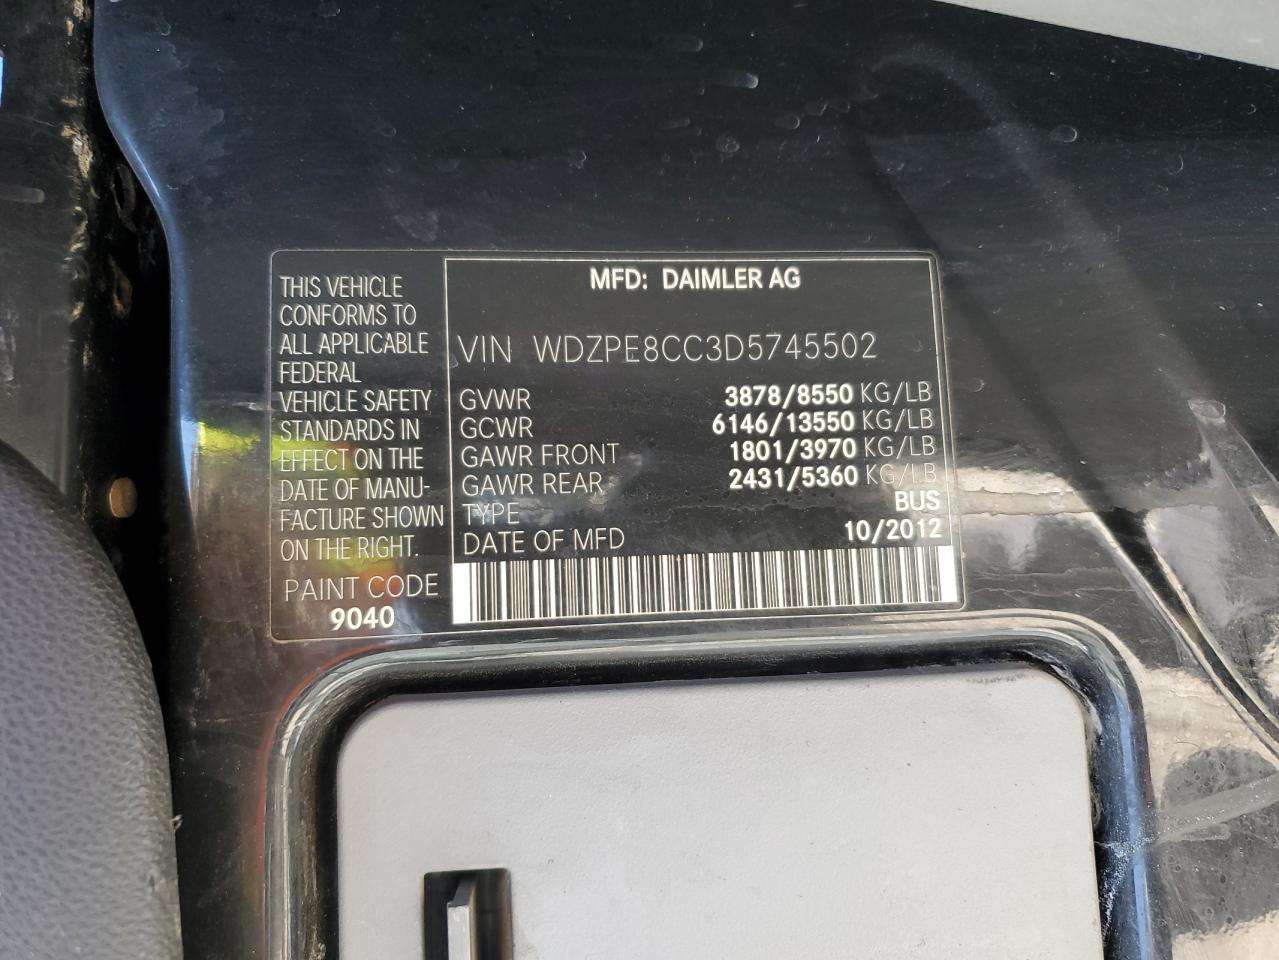 THIS VEHICLE
CONFORMS TO
ALL APPLICABLE
FEDERAL
VEHICLE SAFETY
STANDARDS IN
EFFECT ON THE
DATE OF MANU-
FACTURE SHOWN
ON THE RIGHT.
PAINT CODE
9040
MFD: DAIMLER AG
VIN WDZPE8CC3D5745502
GVWR 3878/8550 KG/LB
GCWR 6146/13550 KG/LB
GAWR FRONT 1801/3970 KG/LB
GAWR REAR 2431/5360 KG/LB
TYPE BUS
DATE OF MFD 10/2012